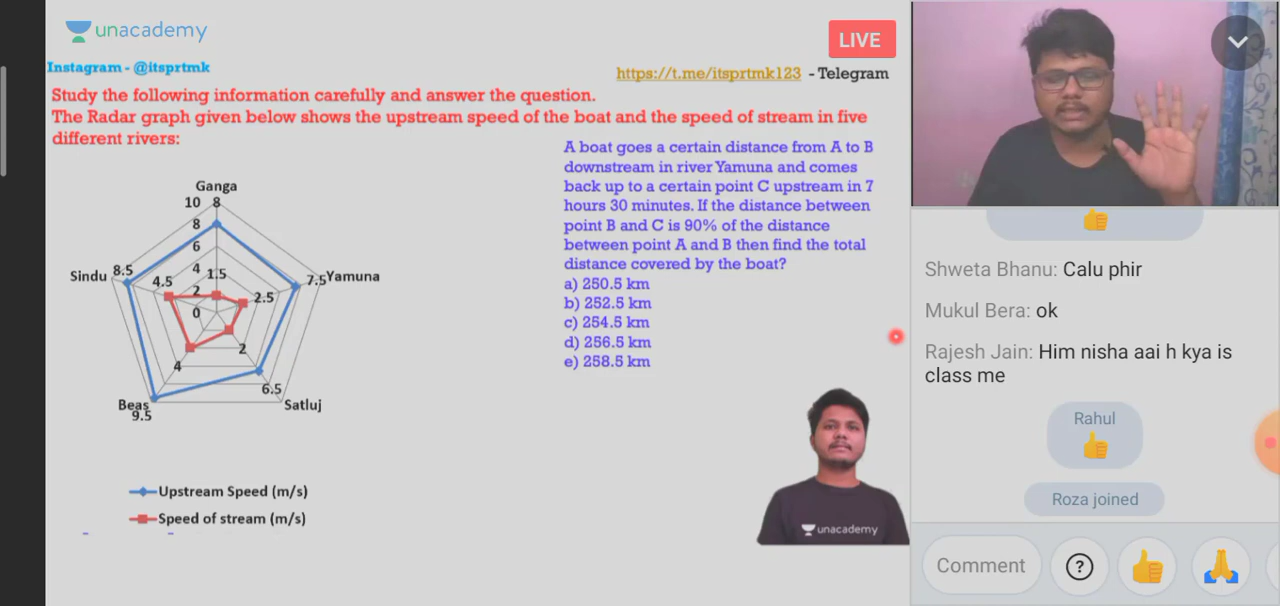 unacademy
LIVE
Instagram - @itsprtmk
https://t.me/itsprtmk123 - Telegram
Study the following information carefully and answer the question.
The Radar graph given below shows the upstream speed of the boat and the speed of stream in five
different rivers:
A boat goes a certain distance from A to B
downstream in river Yamuna and comes
back up to a certain point C upstream in 7
hours 30 minutes. If the distance between
point B and C is 90% of the distance
between point A and B then find the total
distance covered by the boat?
a) 250.5 km
b) 252.5 km
c) 254.5 km
d) 256.5 km
e) 258.5 km
Ganga
10 8
8
6
Sindu 8.5
4 1.5
7.5 Yamuna
4.5
2
2.5
0
2
4
6.5
Beas
9.5
Satluj
Upstream Speed (m/s)
Speed of stream (m/s)
unacademy
Shweta Bhanu: Calu phir
Mukul Bera: ok
Rajesh Jain: Him nisha aai h kya is
class me
Rahul
Roza joined
Comment
?